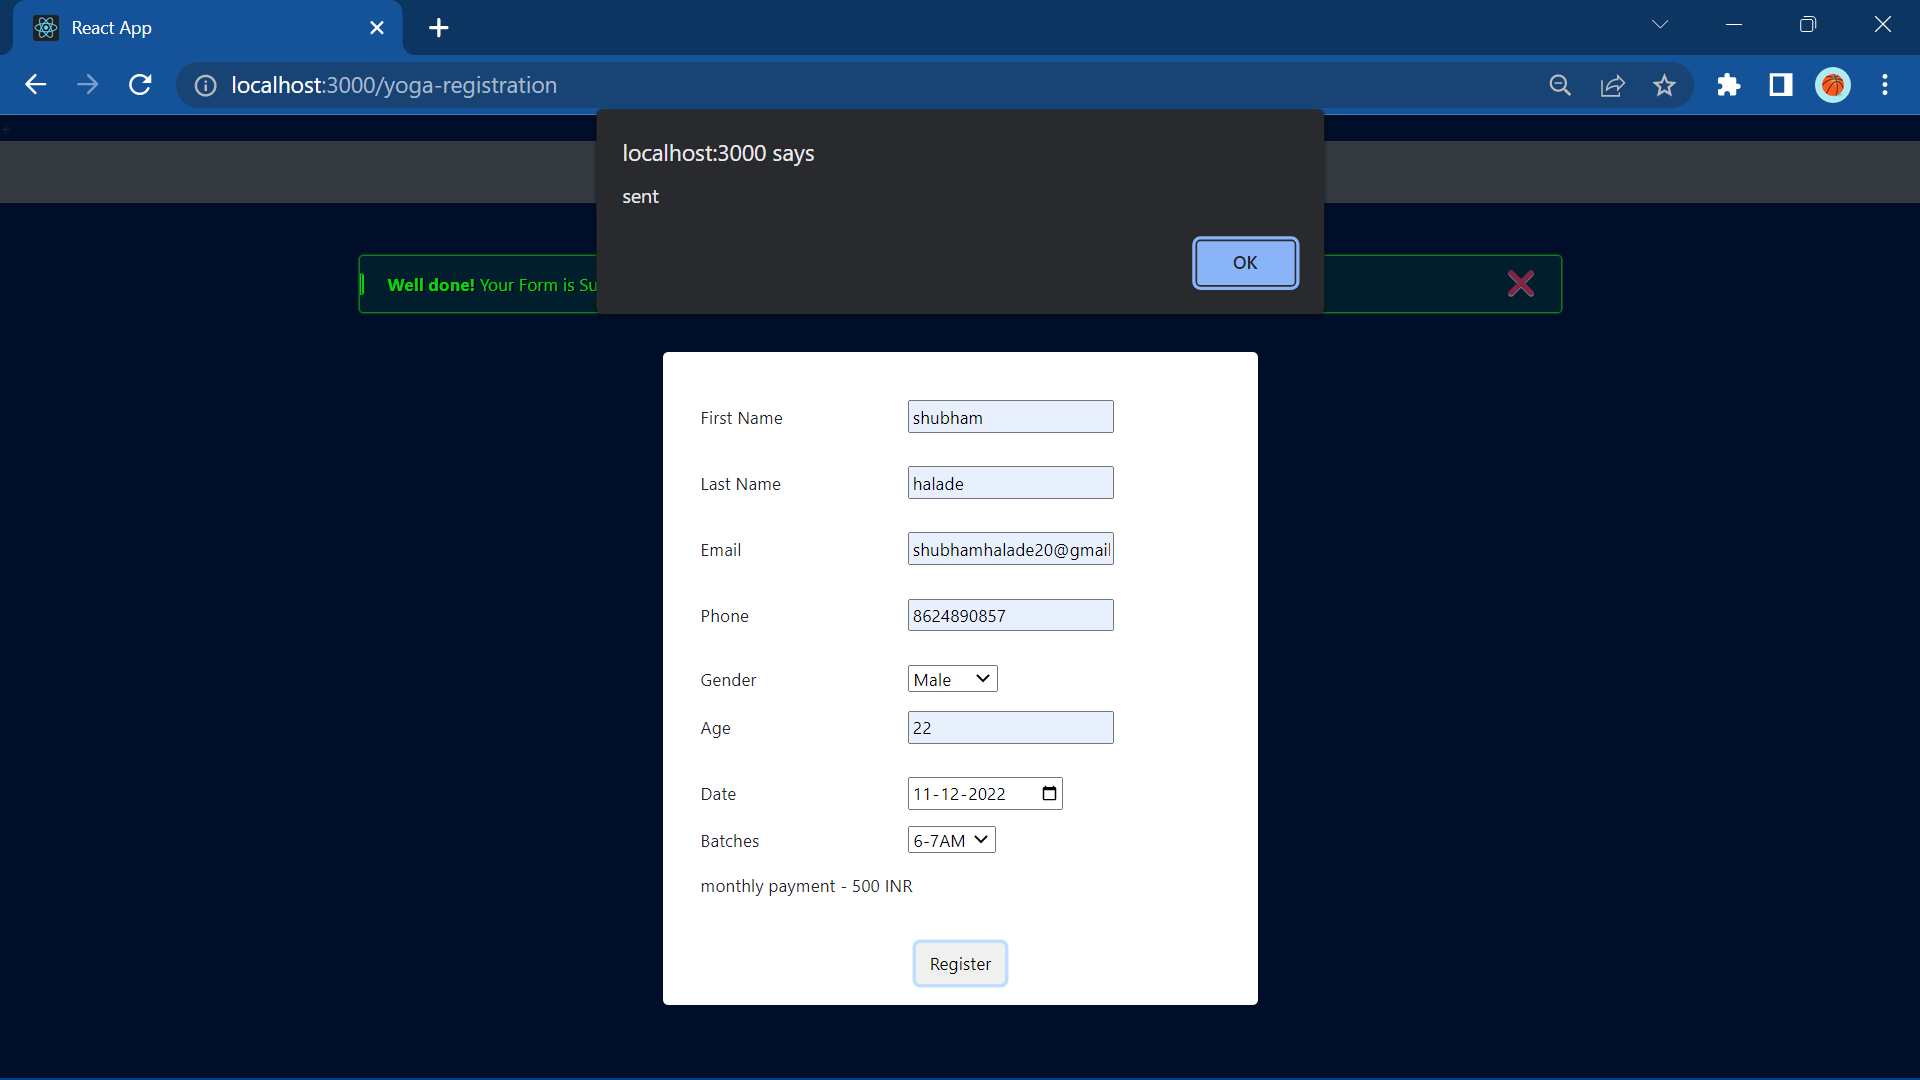 React App
localhost:3000/yoga-registration
+
localhost:3000 says
sent
OK
Well done! Your Form is Su
First Name shubham
Last Name halade
Email shubhamhalade20@gmail
Phone 8624890857
Gender Male
Age 22
Date 11-12-2022
Batches 6-7AM
monthly payment - 500 INR
Register